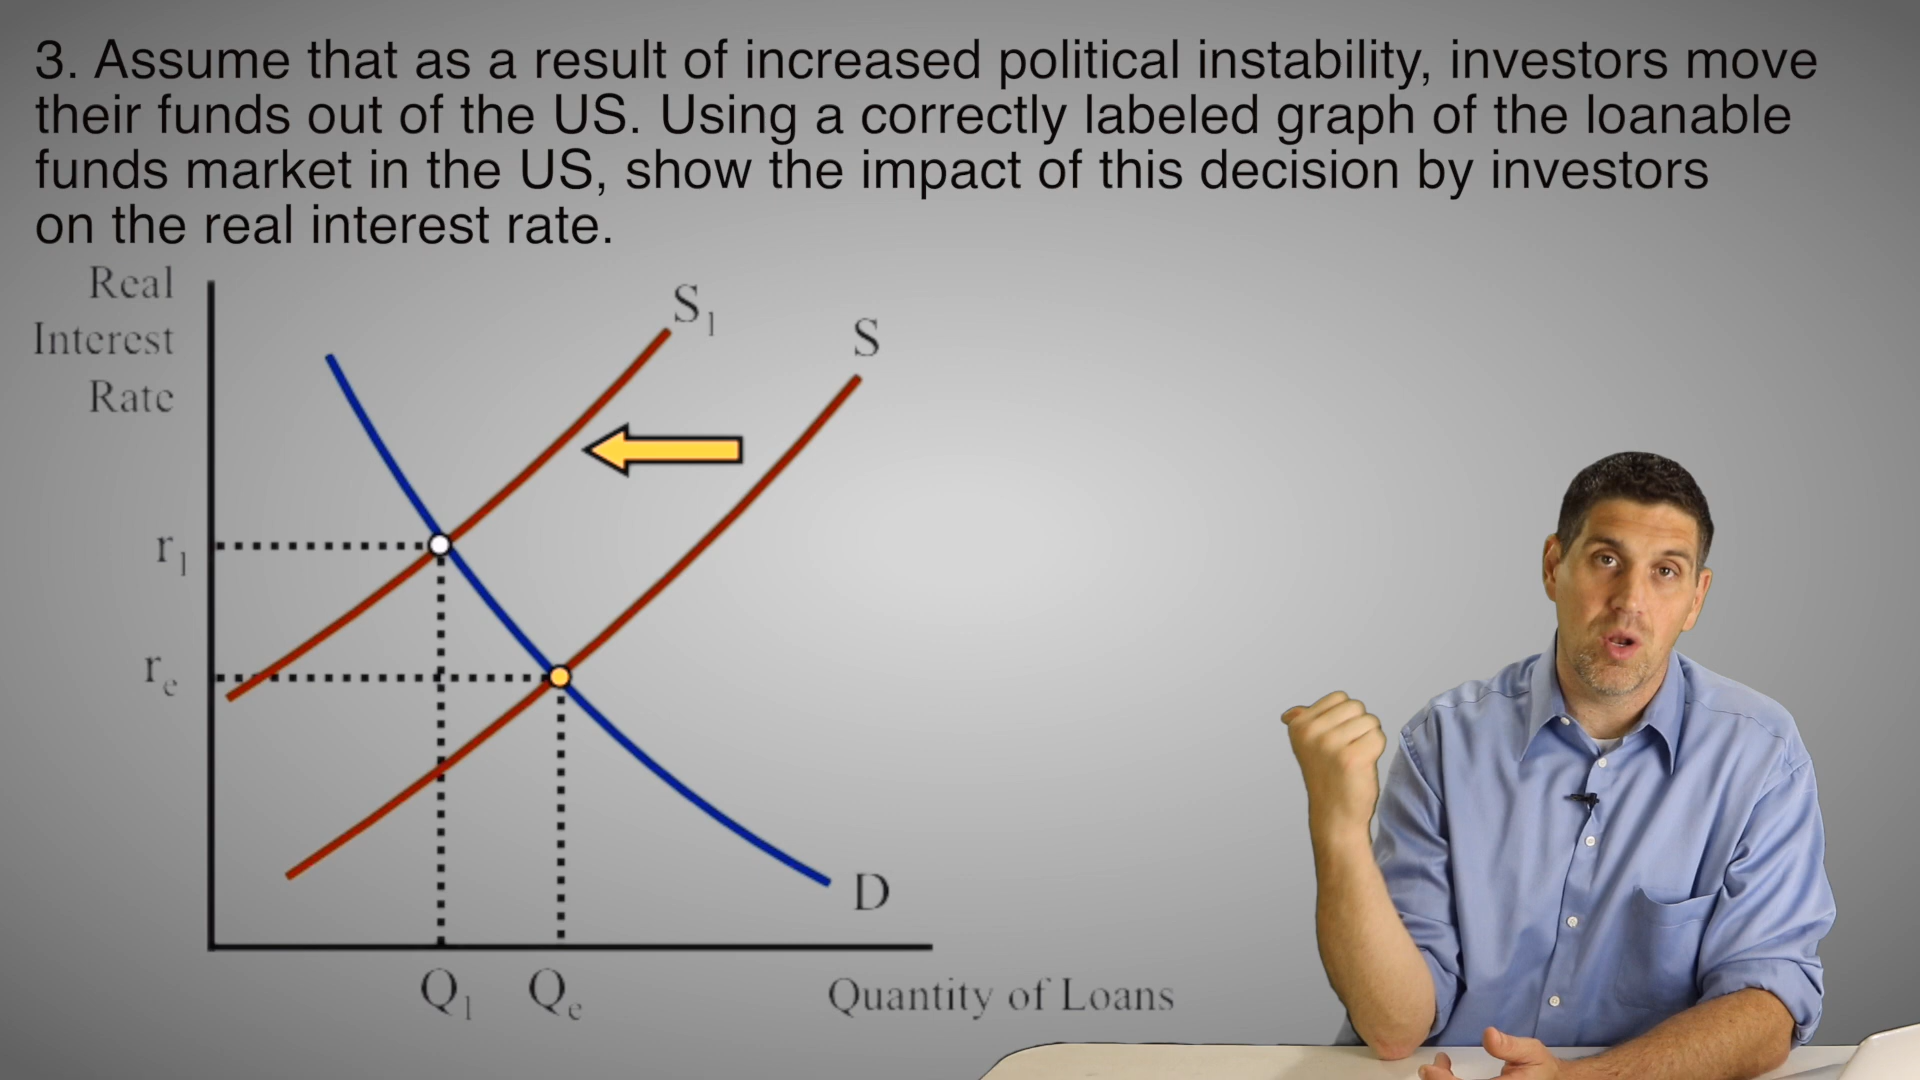 3. Assume that as a result of increased political instability, investors move
their funds out of the US. Using a correctly labeled graph of the loanable
funds market in the US, show the impact of this decision by investors
on the real interest rate.
Real
Interest
Rate
S1
S
r1
re
D
Q1 Qe
Quantity of Loans